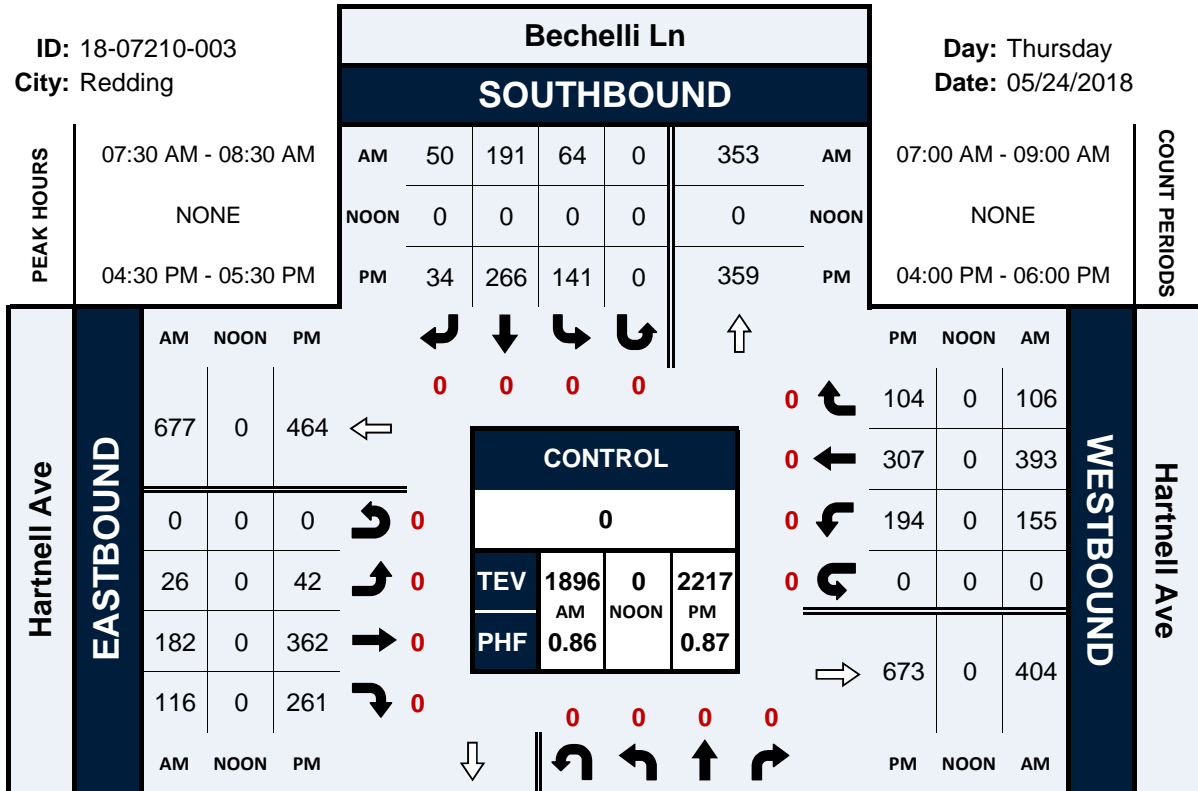 Bechelli Ln
ID: 18-07210-003
Day: Thursday
City: Redding
Date: 05/24/2018
SOUTHBOUND
PEAK HOURS
07:30 AM - 08:30 AM
AM 50 191 64 0 353 AM
07:00 AM - 09:00 AM
COUNT PERIODS
NONE
NOON 0 0 0 0 0 NOON
NONE
04:30 PM - 05:30 PM
PM 34 266 141 0 359 PM
04:00 PM - 06:00 PM
Hartnell Ave
EASTBOUND
AM NOON PM
677 0 464
0 0 0 0
26 0 42 0
182 0 362 0
116 0 261 0
AM NOON PM
0 0 0 0
CONTROL
0
TEV 1896 0 2217
AM NOON PM
PHF 0.86 0.87
0 0 0 0
PM NOON AM
0 104 0 106
0 307 0 393
0 194 0 155
0 0 0 0
673 0 404
PM NOON AM
WESTBOUND
Hartnell Ave